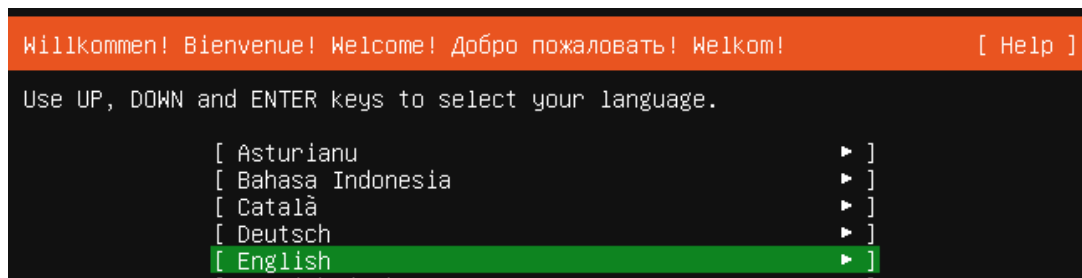 Willkommen! Bienvenue! Welcome! Добро пожаловать! Welkom! [ Help ]
Use UP, DOWN and ENTER keys to select your language.
[ Asturianu ► ]
[ Bahasa Indonesia ► ]
[ Català ► ]
[ Deutsch ► ]
[ English ► ]